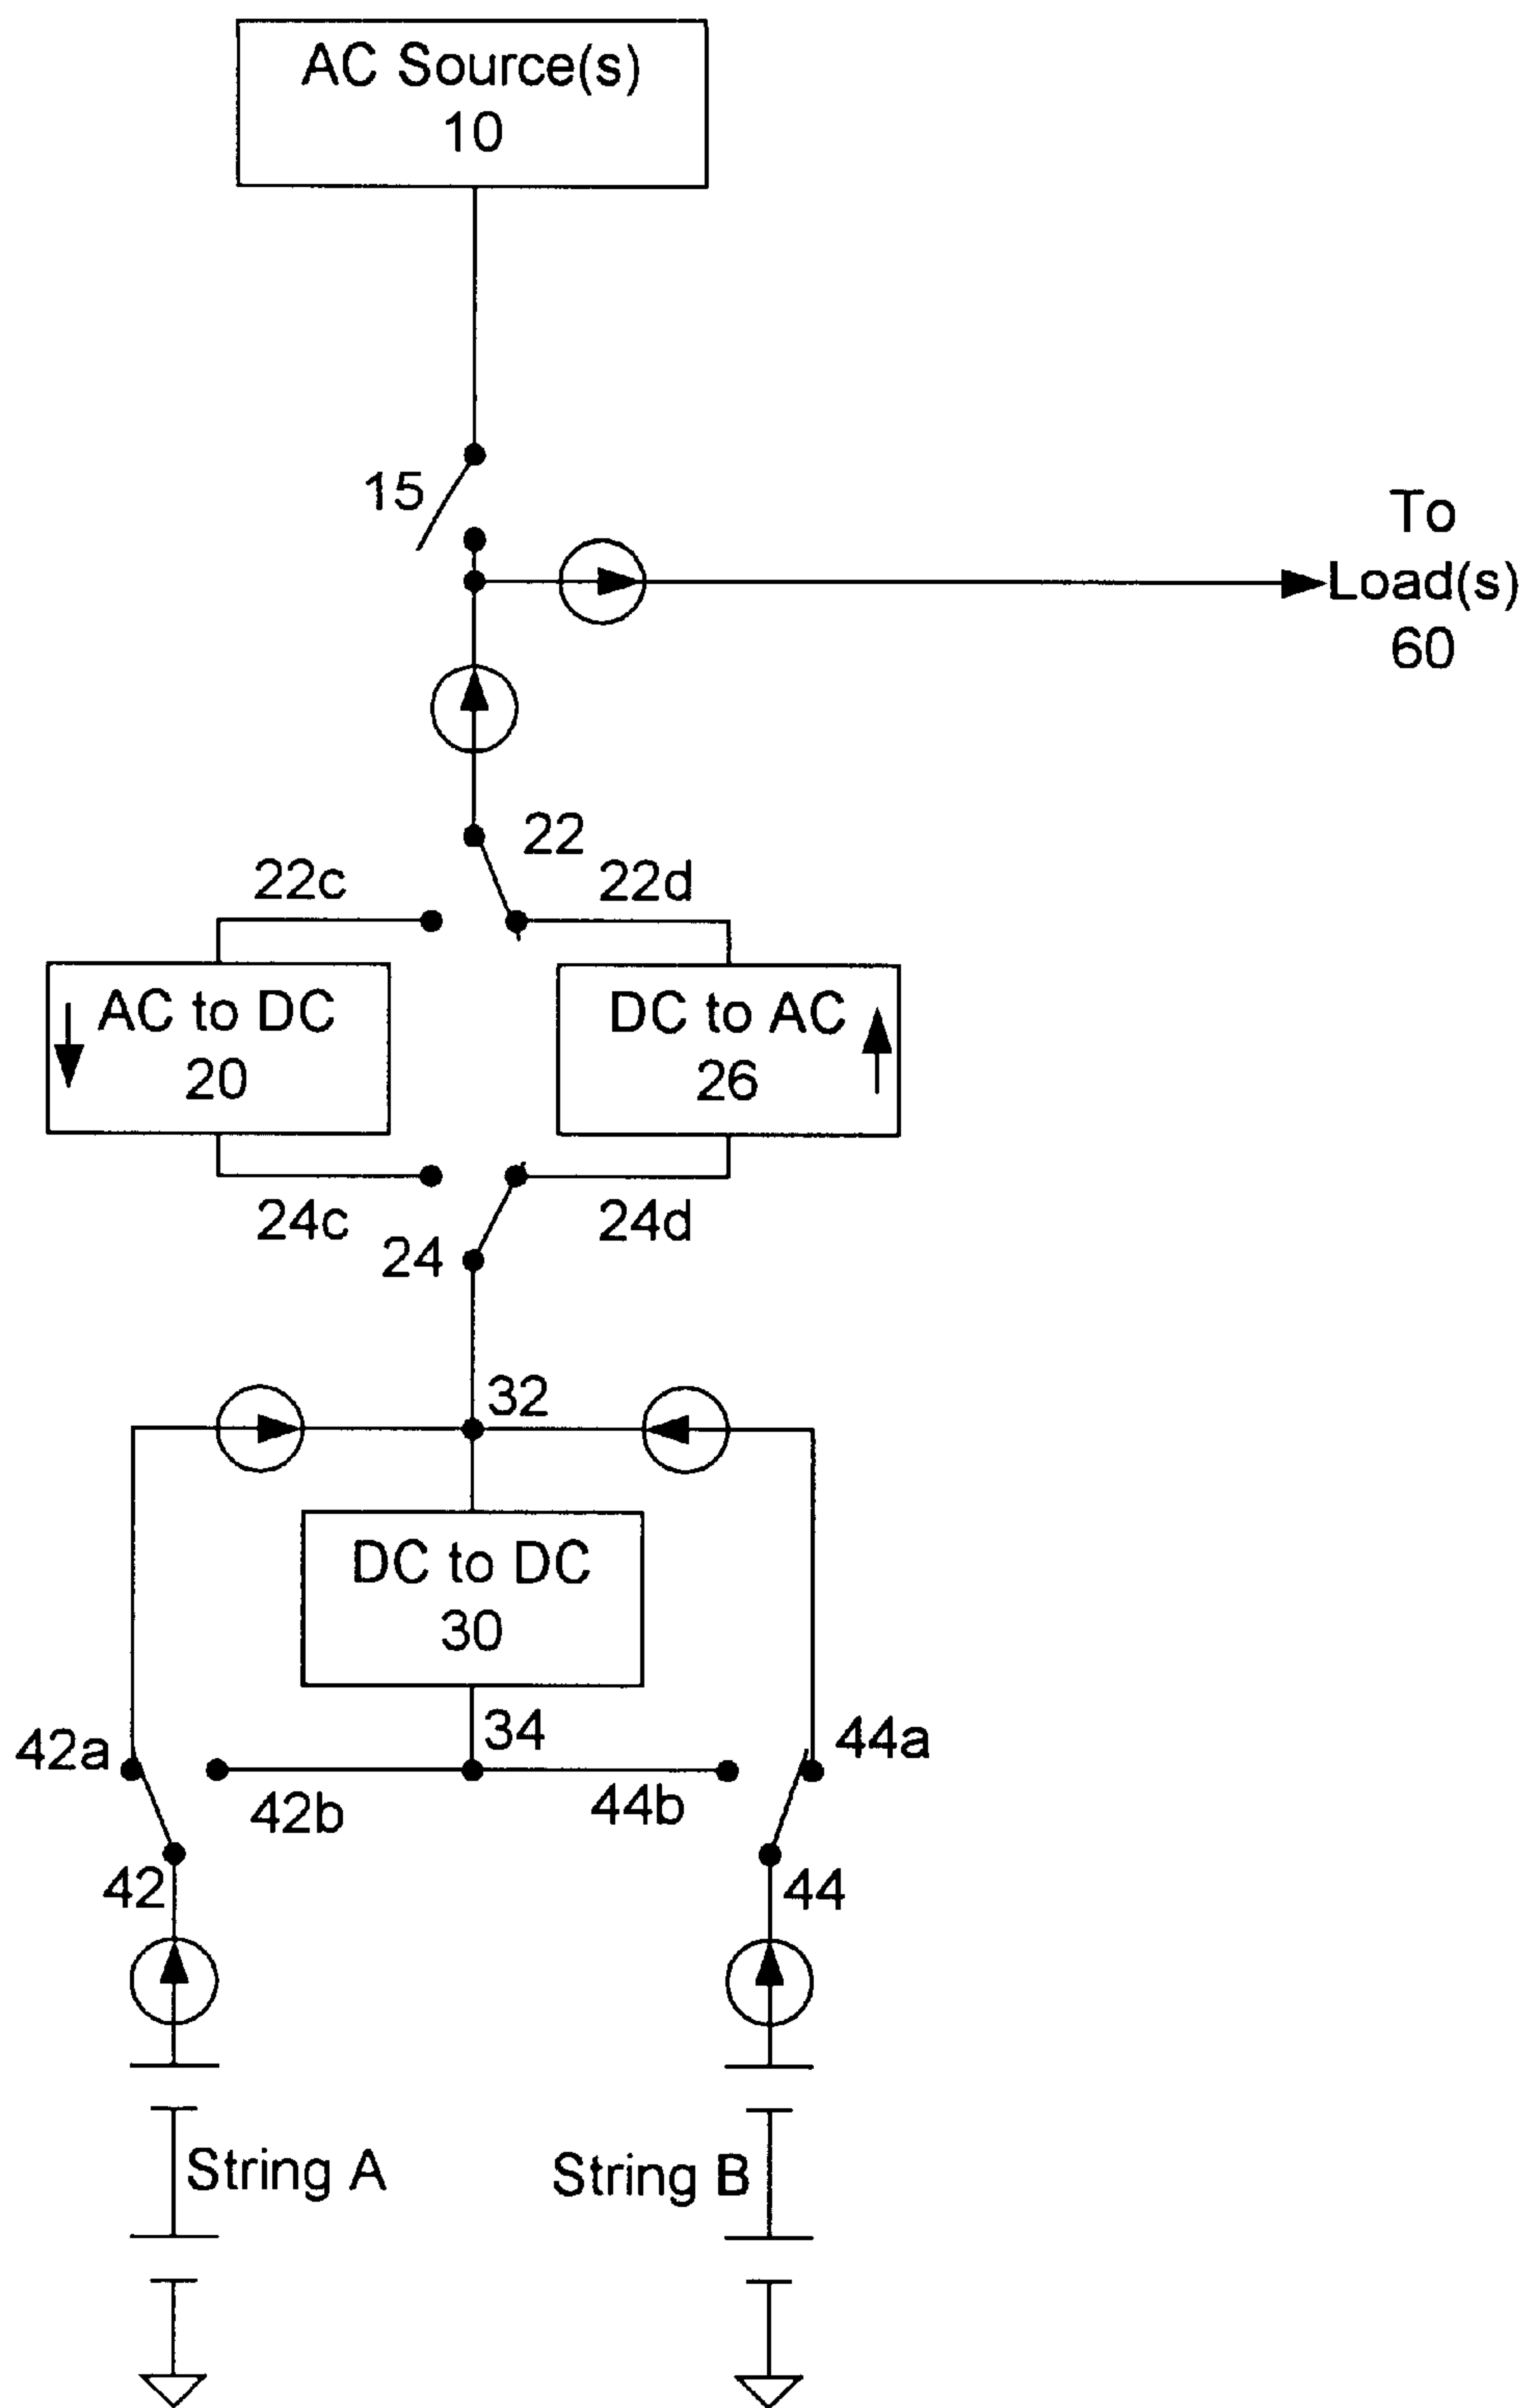 AC Source(s)
10
15
To
Load(s)
60
22
22c
22d
AC to DC
20
DC to AC
26
24c
24
24d
32
DC to DC
30
34
42a
42b
44b
44a
42
44
String A
String B